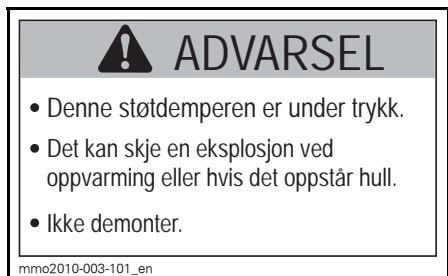 ADVARSEL
• Denne støtdemperen er under trykk.
• Det kan skje en eksplosjon ved
oppvarming eller hvis det oppstår hull.
• Ikke demonter.
mmo2010-003-101_en